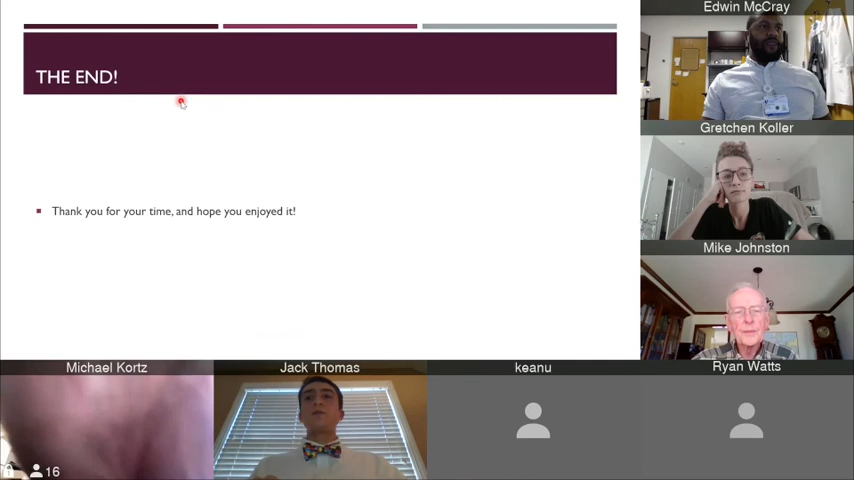 Edwin McCray
THE END!
Gretchen Koller
Thank you for your time, and hope you enjoyed it!
Mike Johnston
Michael Kortz
Jack Thomas
keanu
Ryan Watts
16